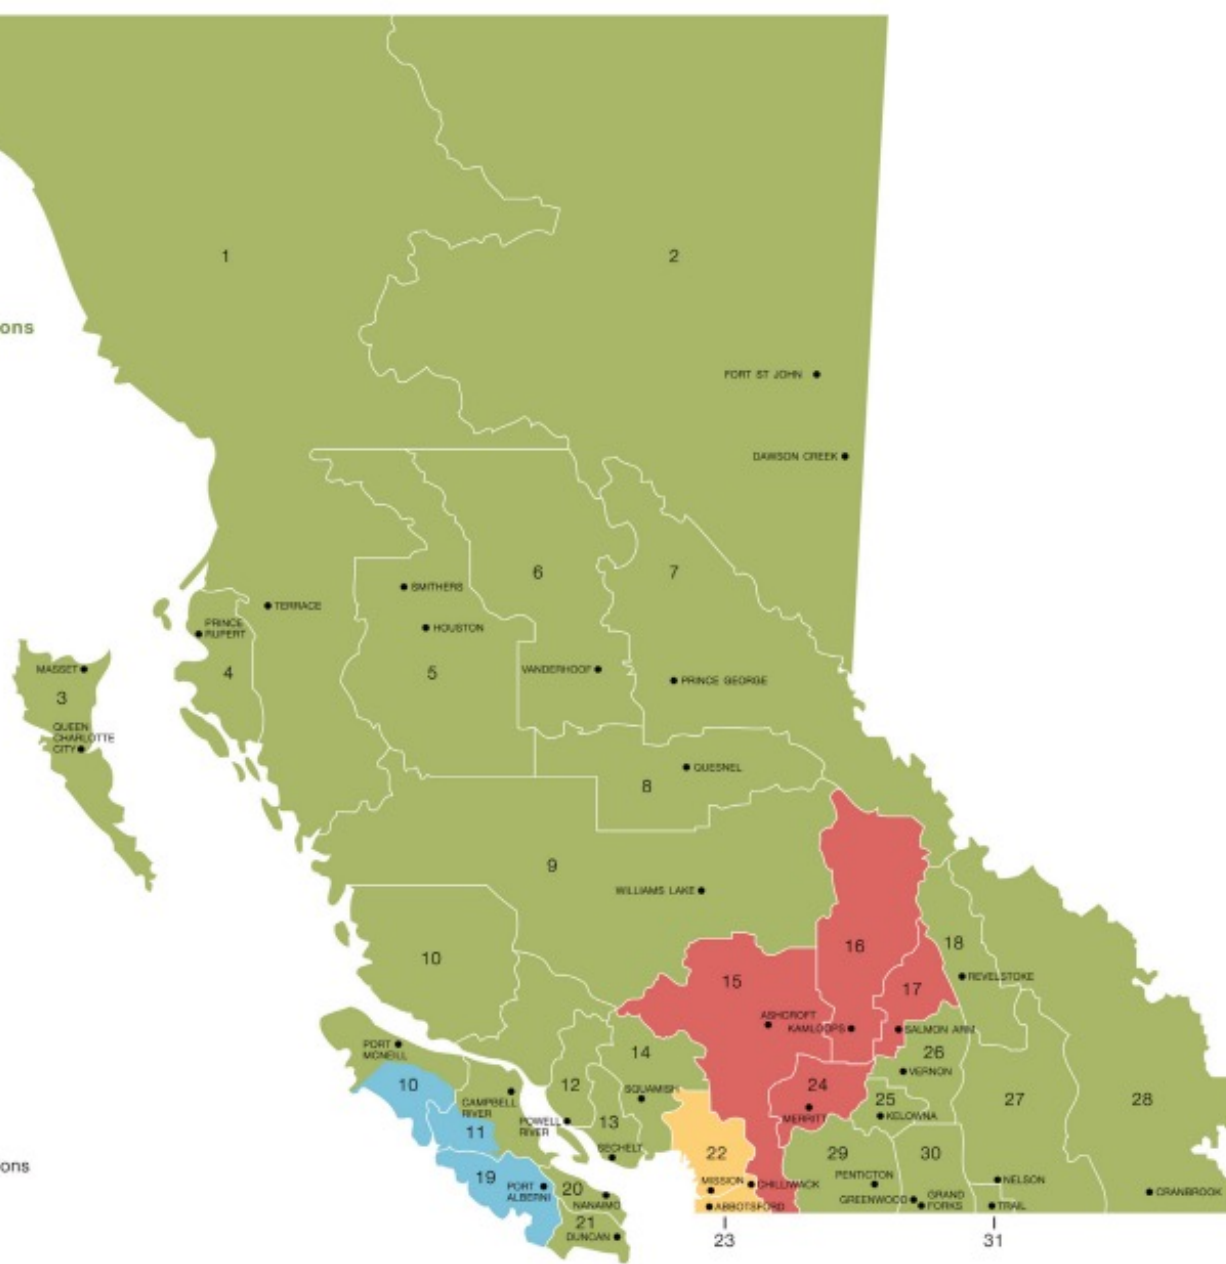 1
2
ons
FORT ST JOHN
DAWSON CREEK
6
7
SMITHERS
TERRACE
PRINCE
RUPERT
HOUSTON
MASSET
VANDERHOOF
4
5
PRINCE GEORGE
3
QUEEN
CHARLOTTE
CITY
QUESNEL
8
9
WILLIAMS LAKE
10
16
18
15
REVELSTOKE
17
ASHCROFT
KAMLOOPS
SALMON ARM
PORT
MCNEILL
14
26
VERNON
10
12
24
SQUAMISH
25
27
28
CAMPBELL
RIVER
MERRITT
KELOWNA
POWELL
RIVER
13
11
SECHELT
22
29
30
19
PENTICTON
MISSION
CHILLIWACK
NELSON
PORT
ALBERNI
20
CRANBROOK
NANAIMO
GREENWOOD
GRAND
FORKS
ABBOTSFORD
TRAIL
21
DUNCAN
23
31
ons